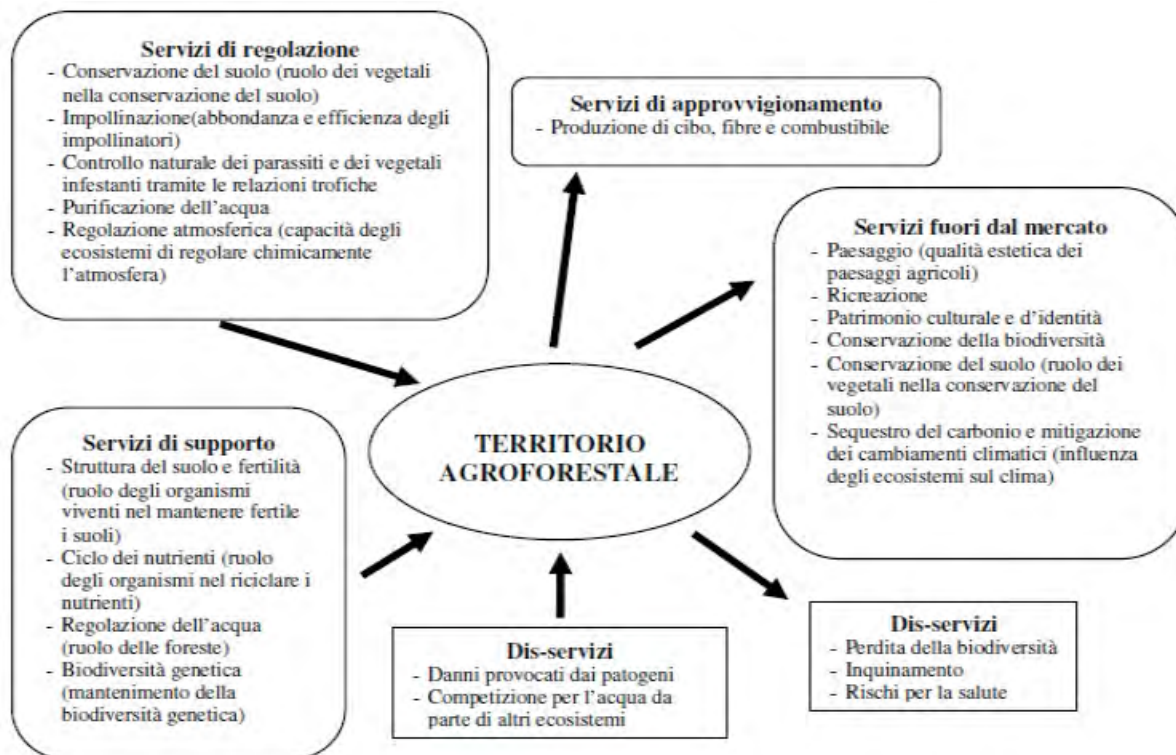 Servizi di regolazione
- Conservazione del suolo (ruolo dei vegetali
nella conservazione del suolo)
- Impollinazione(abbondanza e efficienza degli
impollinatori)
- Controllo naturale dei parassiti e dei vegetali
infestanti tramite le relazioni trofiche
- Purificazione dell'acqua
- Regolazione atmosferica (capacità degli
ecosistemi di regolare chimicamente
l'atmosfera)
Servizi di approvvigionamento
- Produzione di cibo, fibre e combustibile
Servizi fuori dal mercato
- Paesaggio (qualità estetica dei
paesaggi agricoli)
- Ricreazione
- Patrimonio culturale e d'identità
- Conservazione della biodiversità
- Conservazione del suolo (ruolo dei
vegetali nella conservazione del
suolo)
- Sequestro del carbonio e mitigazione
dei cambiamenti climatici (influenza
degli ecosistemi sul clima)
TERRITORIO
AGROFORESTALE
Servizi di supporto
- Struttura del suolo e fertilità
(ruolo degli organismi
viventi nel mantenere fertile
i suoli)
- Ciclo dei nutrienti (ruolo
degli organismi nel riciclare i
nutrienti)
- Regolazione dell'acqua
(ruolo delle foreste)
- Biodiversità genetica
(mantenimento della
biodiversità genetica)
Dis-servizi
- Danni provocati dai patogeni
- Competizione per l'acqua da
parte di altri ecosistemi
Dis-servizi
- Perdita della biodiversità
- Inquinamento
- Rischi per la salute